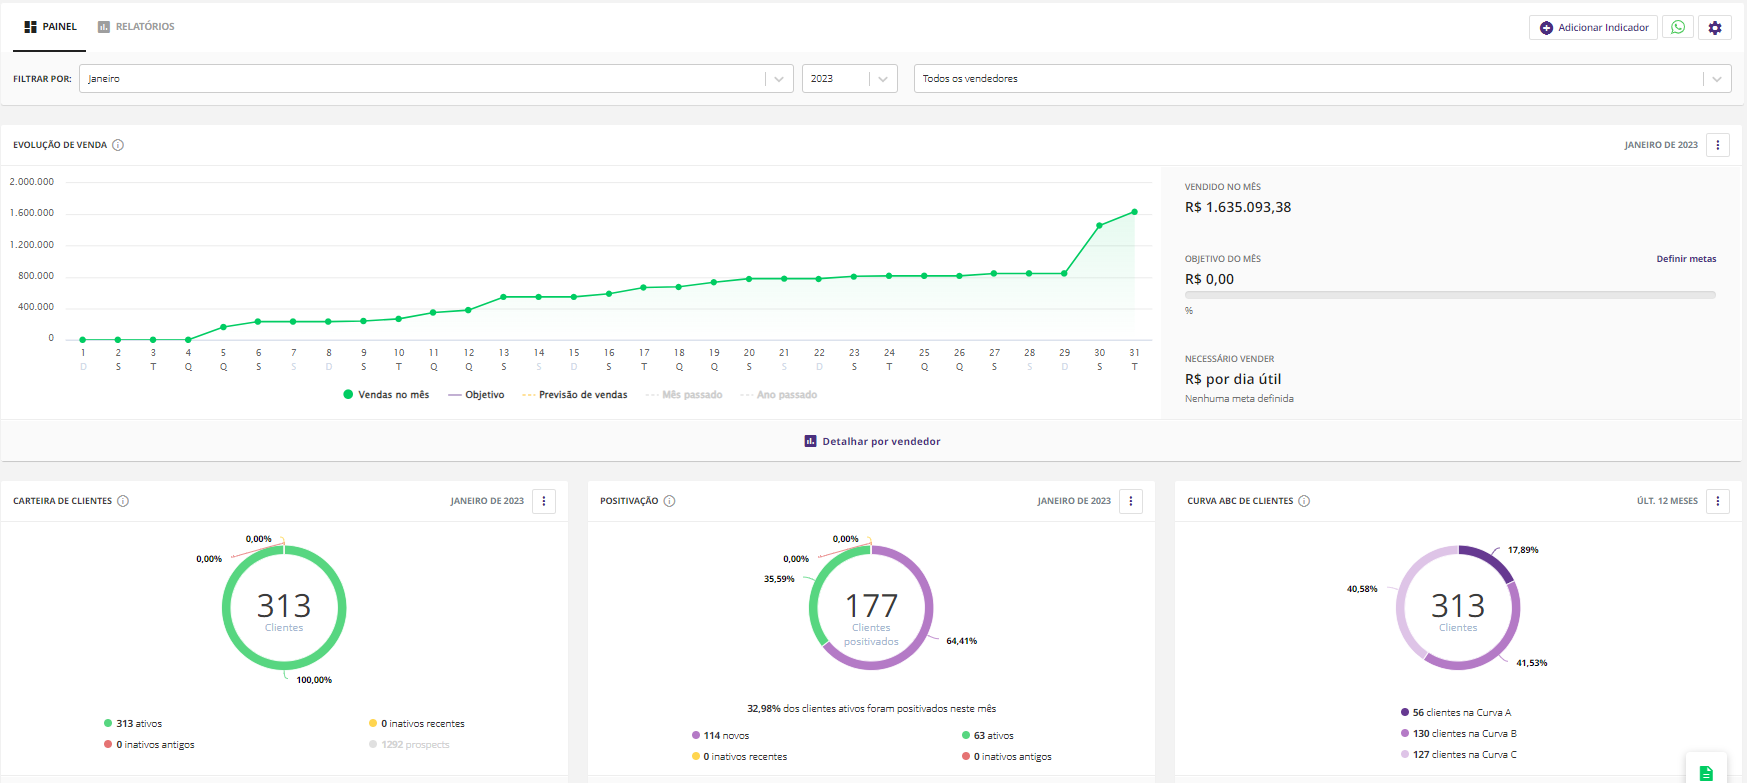 PAINEL RELATÓRIOS Adicionar Indicador
FILTRAR POR: Janeiro 2023 Todos os vendedores
EVOLUÇÃO DE VENDA JANEIRO DE 2023
2.000.000
1.600.000
1.200.000
800.000
400.000
0
1 2 3 4 5 6 7 8 9 10 11 12 13 14 15 16 17 18 19 20 21 22 23 24 25 26 27 28 29 30 31
D S T Q Q S S D S T Q Q S S D S T Q Q S S D S T Q Q S S D S T
Vendas no mês Objetivo Previsão de vendas Mês passado Ano passado
VENDIDO NO MÊS
R$ 1.635.093,38
OBJETIVO DO MÊS Definir metas
R$ 0,00
%
NECESSÁRIO VENDER
R$ por dia útil
Nenhuma meta definida
Detalhar por vendedor
CARTEIRA DE CLIENTES JANEIRO DE 2023
0,00%
0,00%
313
Clientes
100,00%
313 ativos 0 inativos recentes
0 inativos antigos 1292 prospects
POSITIVAÇÃO JANEIRO DE 2023
0,00%
0,00%
35,59%
177
Clientes
positivados
64,41%
32,98% dos clientes ativos foram positivados neste mês
114 novos 63 ativos
0 inativos recentes 0 inativos antigos
CURVA ABC DE CLIENTES ÚLT. 12 MESES
17,89%
40,58%
313
Clientes
41,53%
56 clientes na Curva A
130 clientes na Curva B
127 clientes na Curva C